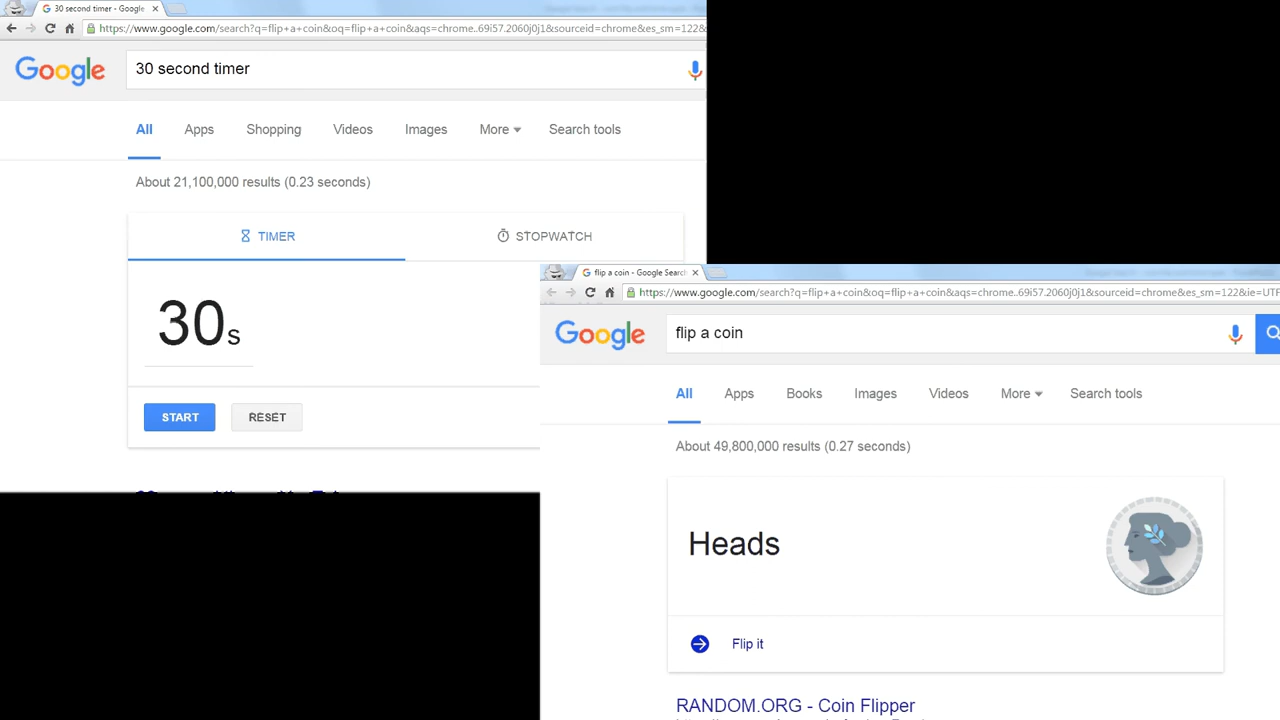 30 second timer - Google
https://www.google.com/search?q=flip+a+coin&oq=flip+a+coin&aqs=chrome..69i57.2060j0j1&sourceid=chrome&es_sm=122&
Google
30 second timer
All Apps Shopping Videos Images More Search tools
About 21,100,000 results (0.23 seconds)
TIMER STOPWATCH
30s
START RESET
flip a coin - Google Search
https://www.google.com/search?q=flip+a+coin&oq=flip+a+coin&aqs=chrome..69i57.2060j0j1&sourceid=chrome&es_sm=122&ie=UTF
Google
flip a coin
All Apps Books Images Videos More Search tools
About 49,800,000 results (0.27 seconds)
Heads
Flip it
RANDOM.ORG - Coin Flipper